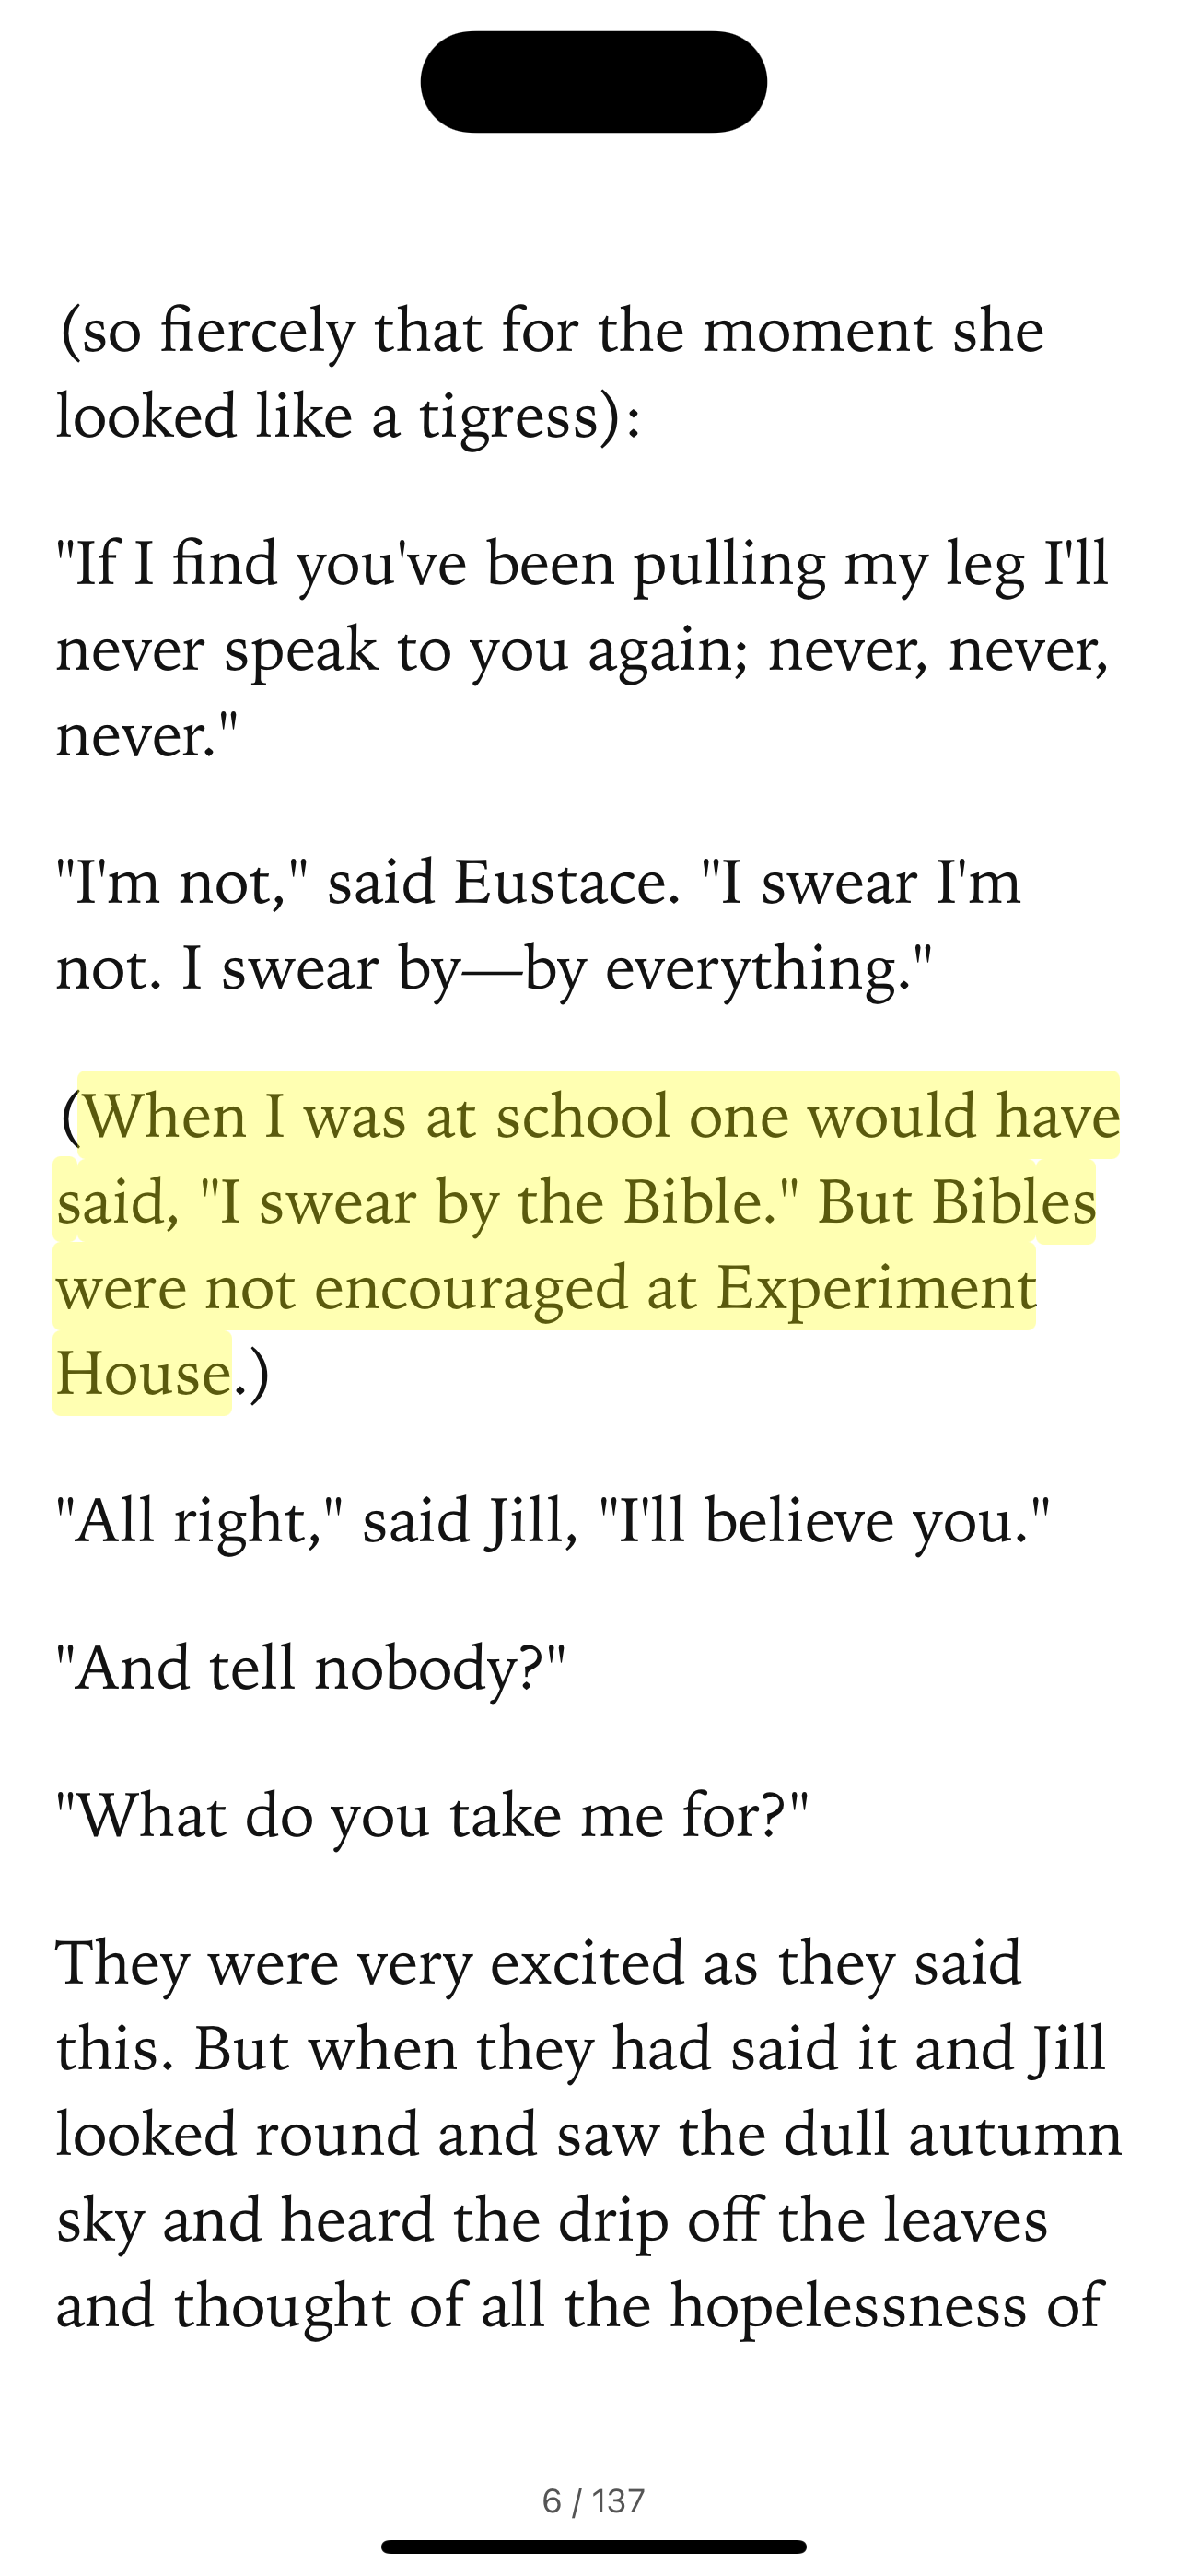 (so fiercely that for the moment she
looked like a tigress):
"If I find you've been pulling my leg I'll
never speak to you again; never, never,
never."
"I'm not," said Eustace. "I swear I'm
not. I swear by—by everything."
(When I was at school one would have
said, "I swear by the Bible." But Bibles
were not encouraged at Experiment
House.)
"All right," said Jill, "I'll believe you."
"And tell nobody?"
"What do you take me for?"
They were very excited as they said
this. But when they had said it and Jill
looked round and saw the dull autumn
sky and heard the drip off the leaves
and thought of all the hopelessness of
6 / 137